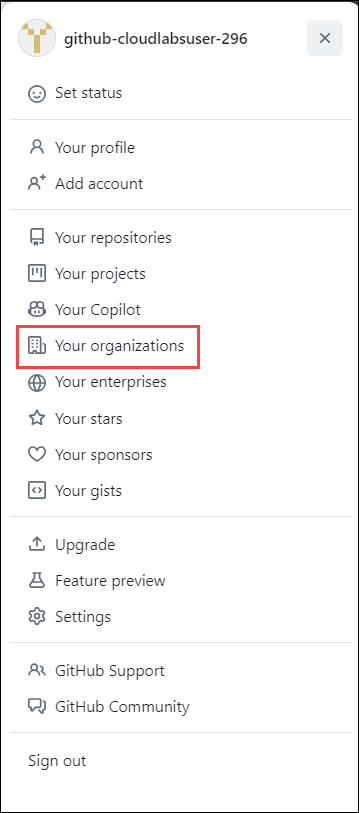 github-cloudlabsuser-296
Set status
Your profile
Add account
Your repositories
Your projects
Your Copilot
Your organizations
Your enterprises
Your stars
Your sponsors
Your gists
Upgrade
Feature preview
Settings
GitHub Support
GitHub Community
Sign out